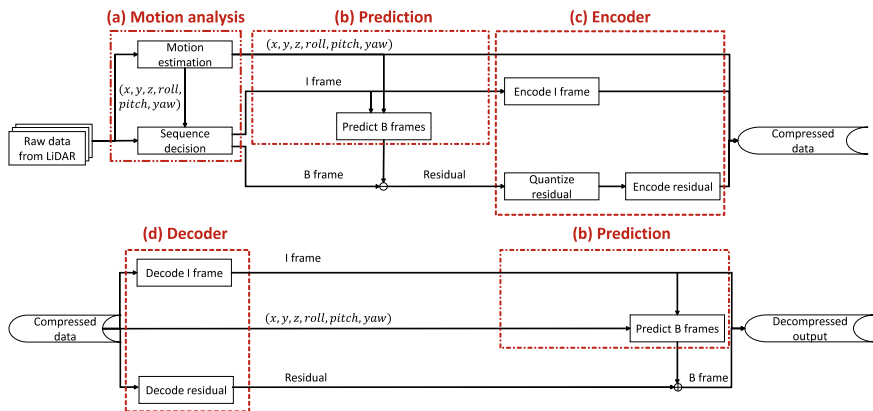 (a) Motion analysis
(b) Prediction
(c) Encoder
Motion
estimation
(x, y, z, roll, pitch, yaw)
(x, y, z, roll,
pitch, yaw)
I frame
Encode I frame
Raw data
from LiDAR
Sequence
decision
Predict B frames
Compressed
data
B frame
Residual
Quantize
residual
Encode residual
(d) Decoder
(b) Prediction
Decode I frame
I frame
Compressed
data
(x, y, z, roll, pitch, yaw)
Predict B frames
Decompressed
output
Decode residual
Residual
B frame